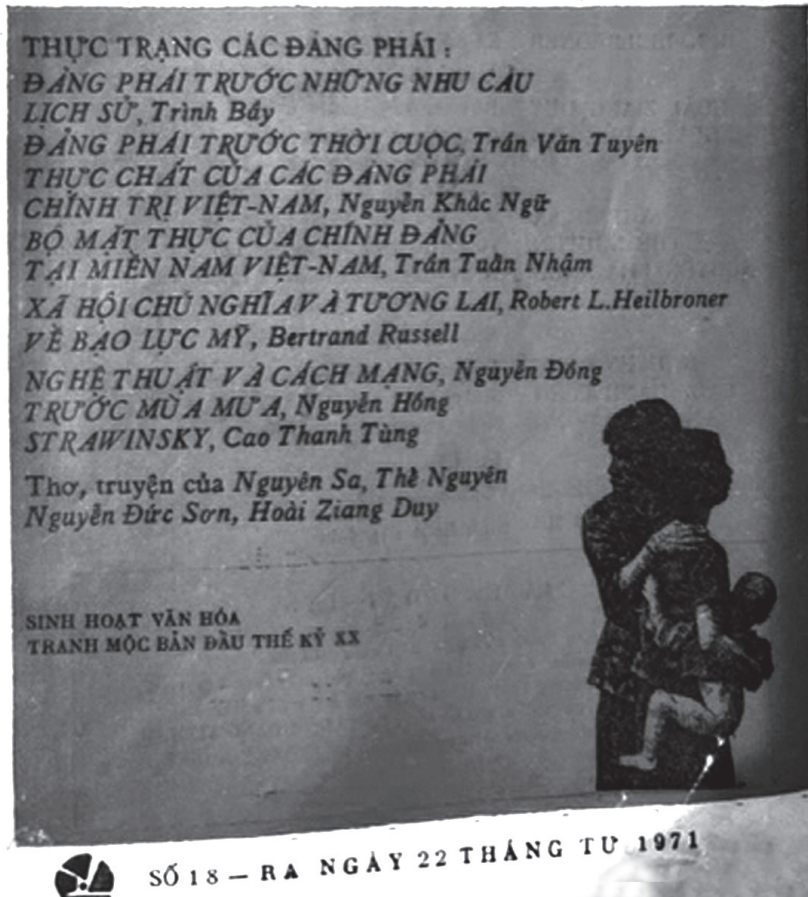 THỰC TRẠNG CÁC ĐẢNG PHÁI :
ĐẢNG PHÁI TRƯỚC NHỮNG NHU CẦU
LỊCH SỬ, Trình Bầy
ĐẢNG PHÁI TRƯỚC THỜI CUỘC, Trần Văn Tuyên
THỰC CHẤT CỦA CÁC ĐẢNG PHÁI
CHÍNH TRỊ VIỆT-NAM, Nguyễn Khắc Ngữ
BỘ MẶT THỰC CỦA CHÍNH ĐẢNG
TẠI MIỀN NAM VIỆT-NAM, Trần Tuấn Nhậm
XÃ HỘI CHỦ NGHĨA VÀ TƯƠNG LAI, Robert L.Heilbroner
VỀ BẠO LỰC MỸ, Bertrand Russell
NGHỆ THUẬT VÀ CÁCH MẠNG, Nguyễn Đồng
TRƯỚC MÙA MƯA, Nguyễn Hồng
STRAWINSKY, Cao Thanh Tùng
Thơ, truyện của Nguyên Sa, Thế Nguyên
Nguyễn Đức Sơn, Hoài Ziang Duy
SINH HOẠT VĂN HÓA
TRANH MỘC BẢN ĐẦU THẾ KỶ XX
SỐ 18 — RA NGÀY 22 THÁNG TƯ 1971